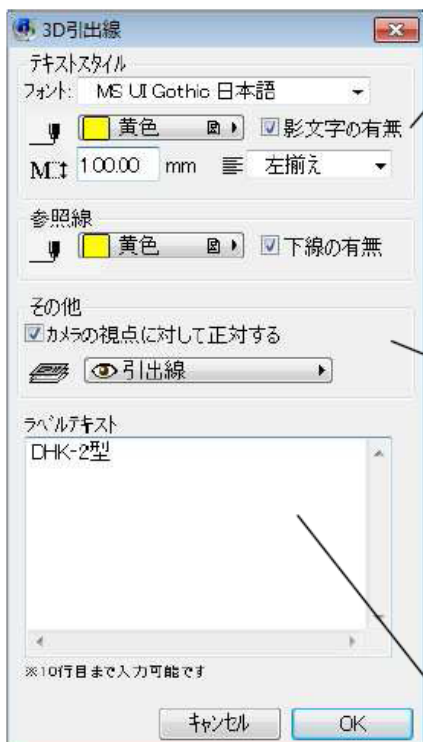 3D引出線
テキストスタイル
フォント: MS UI Gothic 日本語
黄色 影文字の有無
M 100.00 mm 左揃え
参照線
黄色 下線の有無
その他
カメラの視点に対して正対する
引出線
ラベルテキスト
DHK-2型
※10行目まで入力可能です
キャンセル OK